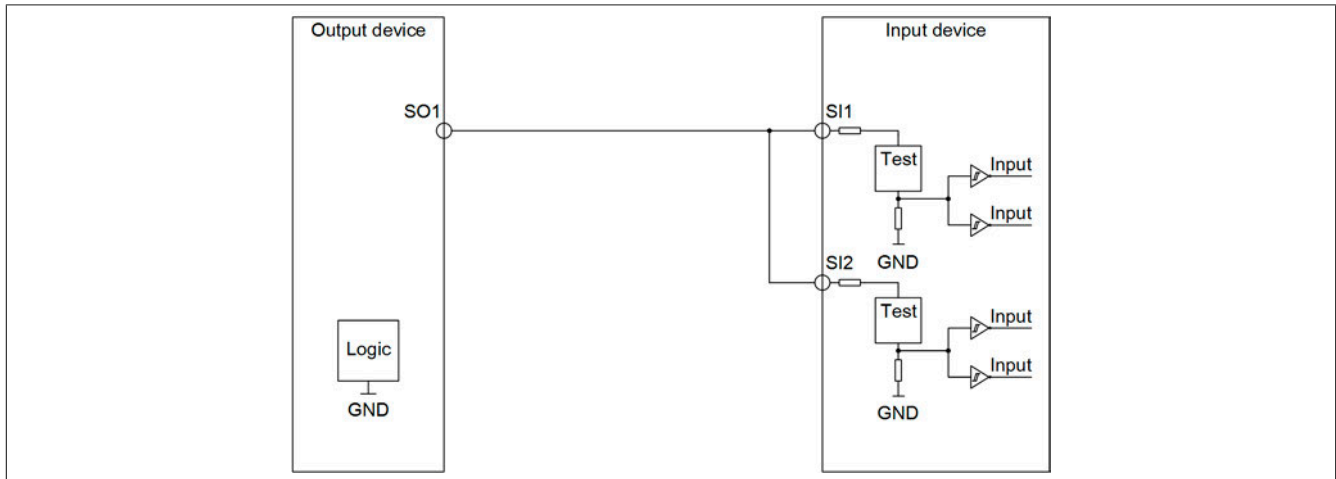 Output device
Input device
SO1
SI1
Test
Input
Input
GND
SI2
Test
Input
Input
GND
Logic
GND